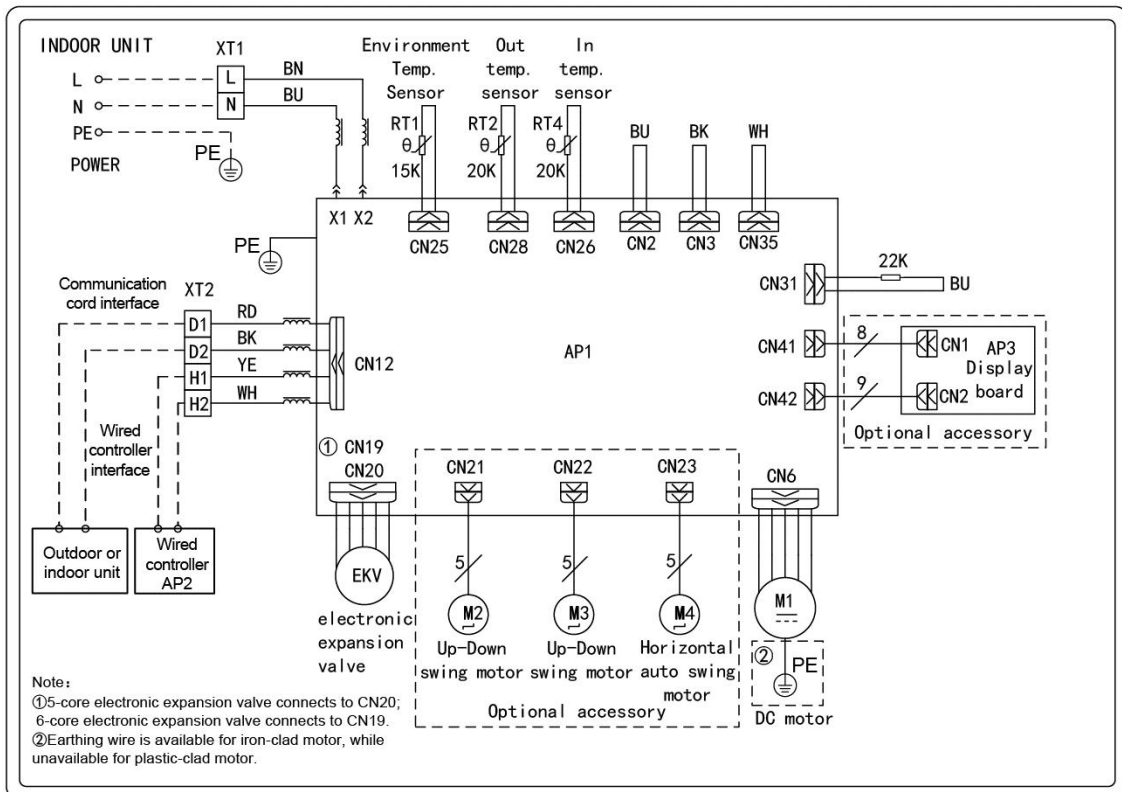 INDOOR UNIT
XT1
L
L
BN
N
N
BU
PE
PE
POWER
Environment
Temp.
Sensor
Out
temp.
sensor
In
temp.
sensor
RT1
θ
15K
RT2
θ
20K
RT4
θ
20K
BU
BK
WH
X1 X2
CN25
CN28
CN26
CN2
CN3
CN35
PE
Communication
cord interface
XT2
D1
RD
D2
BK
H1
YE
H2
WH
CN12
AP1
CN31
22K
BU
CN41
8
CN1
CN42
9
CN2
AP3
Display
board
Optional accessory
Wired
controller
interface
① CN19
CN20
CN21
CN22
CN23
CN6
Outdoor or
indoor unit
Wired
controller
AP2
EKV
electronic
expansion
valve
5
5
5
M2
M3
M4
M1
Up-Down
swing motor
Up-Down
swing motor
Horizontal
auto swing
motor
Optional accessory
②
PE
DC motor
Note：
①5-core electronic expansion valve connects to CN20;
6-core electronic expansion valve connects to CN19.
②Earthing wire is available for iron-clad motor, while
unavailable for plastic-clad motor.